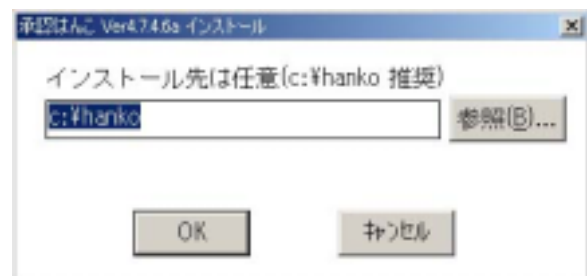 承認はんこ Ver4.7.4.6a インストール
インストール先は任意(c:¥hanko 推奨)
c:¥hanko
参照(B)...
OK
ｷｬﾝｾﾙ